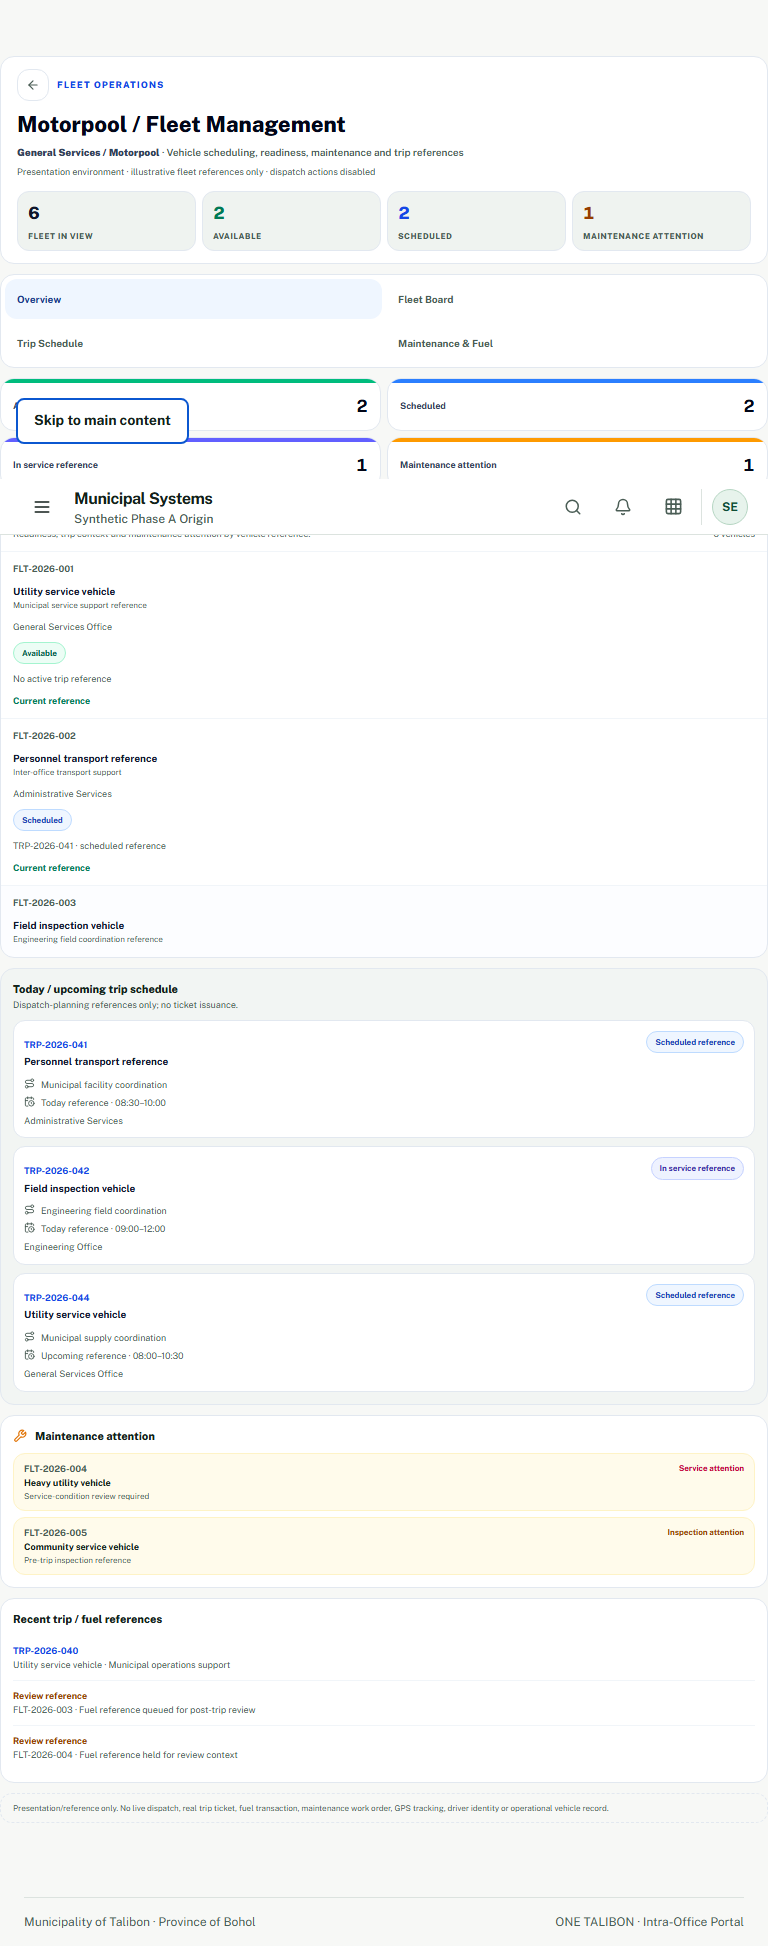 FLEET OPERATIONS
Motorpool / Fleet Management
General Services / Motorpool · Vehicle scheduling, readiness, maintenance and trip references
Presentation environment · illustrative fleet references only · dispatch actions disabled
6
FLEET IN VIEW
2
AVAILABLE
2
SCHEDULED
1
MAINTENANCE ATTENTION
Overview
Fleet Board
Trip Schedule
Maintenance & Fuel
2
Scheduled
2
Skip to main content
In service reference
1
Maintenance attention
1
Municipal Systems
Synthetic Phase A Origin
SE
Readiness, trip context and maintenance attention by vehicle reference.
6 vehicles
FLT-2026-001
Utility service vehicle
Municipal service support reference
General Services Office
Available
No active trip reference
Current reference
FLT-2026-002
Personnel transport reference
Inter-office transport support
Administrative Services
Scheduled
TRP-2026-041 · scheduled reference
Current reference
FLT-2026-003
Field inspection vehicle
Engineering field coordination reference
Today / upcoming trip schedule
Dispatch-planning references only; no ticket issuance.
TRP-2026-041
Scheduled reference
Personnel transport reference
Municipal facility coordination
Today reference · 08:30–10:00
Administrative Services
TRP-2026-042
In service reference
Field inspection vehicle
Engineering field coordination
Today reference · 09:00–12:00
Engineering Office
TRP-2026-044
Scheduled reference
Utility service vehicle
Municipal supply coordination
Upcoming reference · 08:00–10:30
General Services Office
Maintenance attention
FLT-2026-004
Service attention
Heavy utility vehicle
Service-condition review required
FLT-2026-005
Inspection attention
Community service vehicle
Pre-trip inspection reference
Recent trip / fuel references
TRP-2026-040
Utility service vehicle · Municipal operations support
Review reference
FLT-2026-003 · Fuel reference queued for post-trip review
Review reference
FLT-2026-004 · Fuel reference held for review context
Presentation/reference only. No live dispatch, real trip ticket, fuel transaction, maintenance work order, GPS tracking, driver identity or operational vehicle record.
Municipality of Talibon · Province of Bohol
ONE TALIBON · Intra-Office Portal